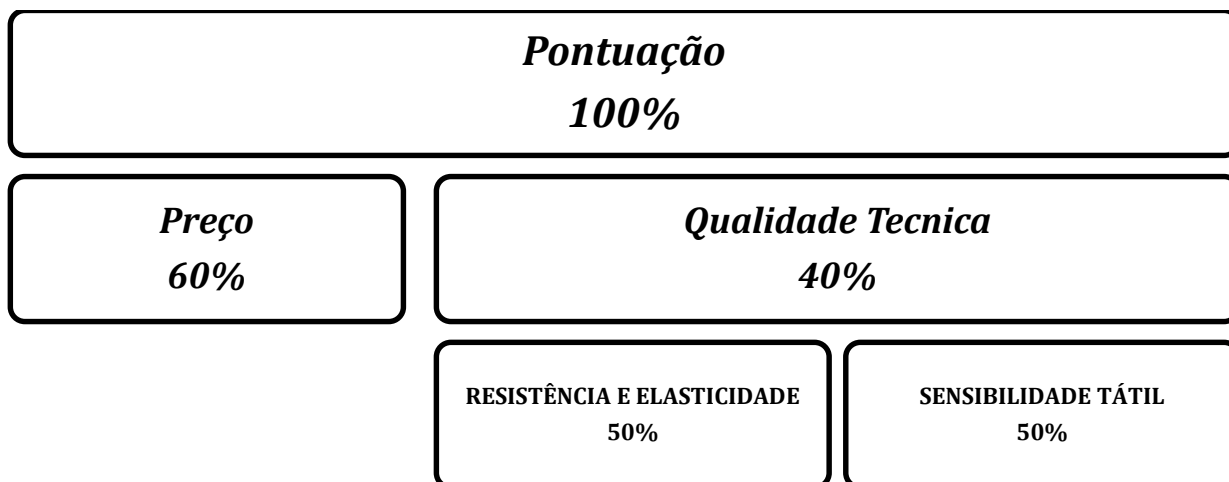 Pontuação
100%
Preço
60%
Qualidade Tecnica
40%
RESISTÊNCIA E ELASTICIDADE
50%
SENSIBILIDADE TÁTIL
50%